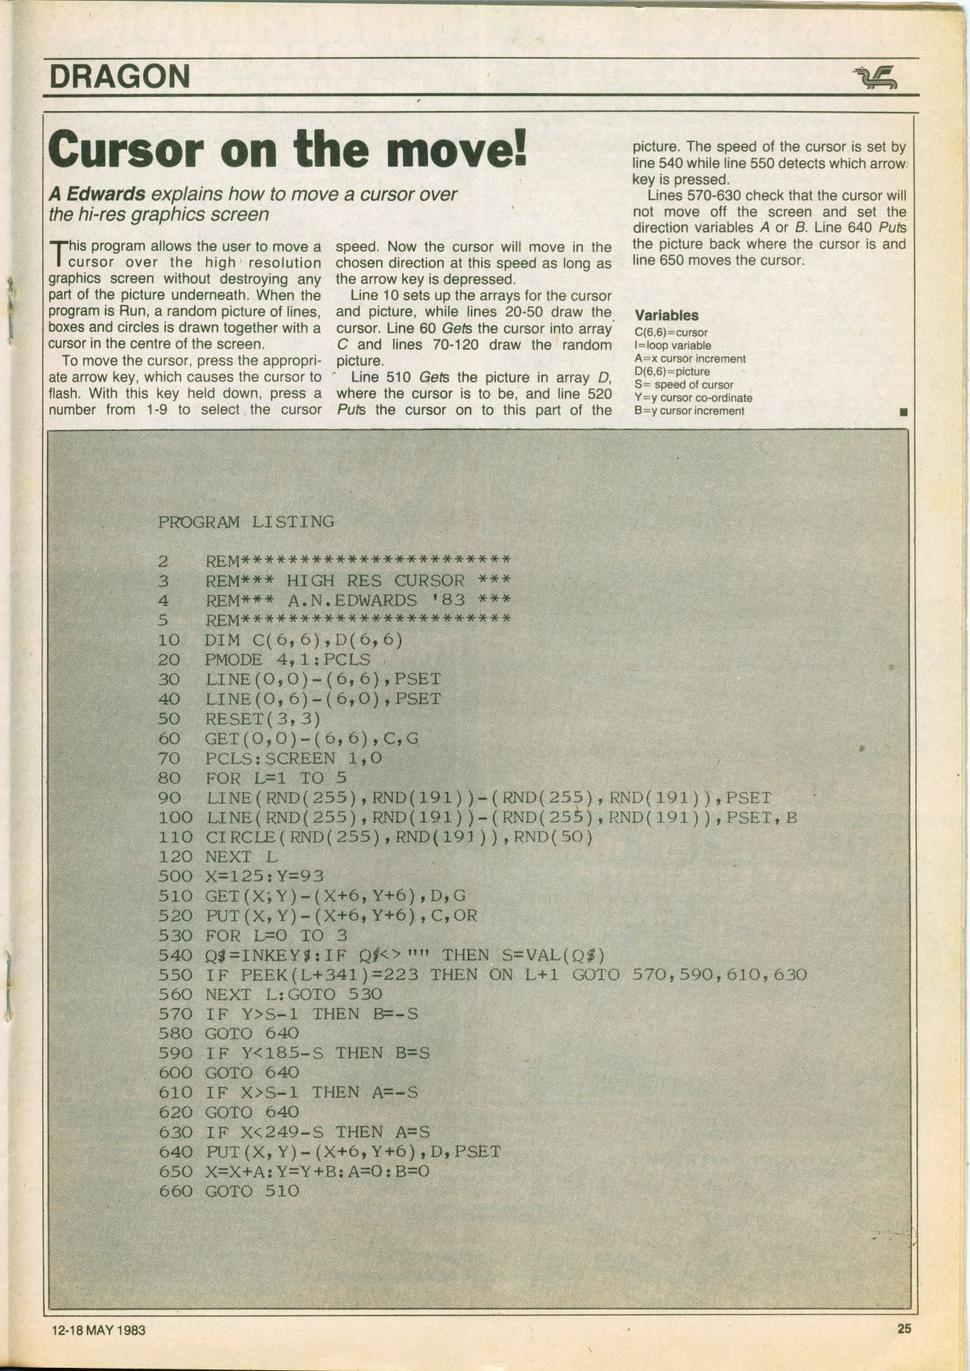 DRAGON
Cursor on the move!
A Edwards explains how to move a cursor over
the hi-res graphics screen
This program allows the user to move a
cursor over the high resolution
graphics screen without destroying any
part of the picture underneath. When the
program is Run, a random picture of lines,
boxes and circles is drawn together with a
cursor in the centre of the screen.
To move the cursor, press the appropri-
ate arrow key, which causes the cursor to
flash. With this key held down, press a
number from 1-9 to select the cursor
speed. Now the cursor will move in the
chosen direction at this speed as long as
the arrow key is depressed.
Line 10 sets up the arrays for the cursor
and picture, while lines 20-50 draw the
cursor. Line 60 Gets the cursor into array
C and lines 70-120 draw the random
picture.
Line 510 Gets the picture in array D,
where the cursor is to be, and line 520
Puts the cursor on to this part of the
picture. The speed of the cursor is set by
line 540 while line 550 detects which arrow
key is pressed.
Lines 570-630 check that the cursor will
not move off the screen and set the
direction variables A or B. Line 640 Puts
the picture back where the cursor is and
line 650 moves the cursor.
Variables
C(6,6)=cursor
I=loop variable
A=x cursor increment
D(6,6)=picture
S= speed of cursor
Y=y cursor co-ordinate
B=y cursor increment
PROGRAM LISTING
2 REM***********************
3 REM*** HIGH RES CURSOR ***
4 REM*** A.N.EDWARDS '83 ***
5 REM***********************
10 DIM C(6,6),D(6,6)
20 PMODE 4,1:PCLS
30 LINE(0,0)-(6,6),PSET
40 LINE(0,6)-(6,0),PSET
50 RESET(3,3)
60 GET(0,0)-(6,6),C,G
70 PCLS:SCREEN 1,0
80 FOR L=1 TO 5
90 LINE(RND(255),RND(191))-(RND(255),RND(191)),PSET
100 LINE(RND(255),RND(191))-(RND(255),RND(191)),PSET,B
110 CIRCLE(RND(255),RND(191)),RND(50)
120 NEXT L
500 X=125:Y=93
510 GET(X,Y)-(X+6,Y+6),D,G
520 PUT(X,Y)-(X+6,Y+6),C,OR
530 FOR L=0 TO 3
540 Q$=INKEY$:IF Q$<>"" THEN S=VAL(Q$)
550 IF PEEK(L+341)=223 THEN ON L+1 GOTO 570,590,610,630
560 NEXT L:GOTO 530
570 IF Y>S-1 THEN B=-S
580 GOTO 640
590 IF Y<185-S THEN B=S
600 GOTO 640
610 IF X>S-1 THEN A=-S
620 GOTO 640
630 IF X<249-S THEN A=S
640 PUT(X,Y)-(X+6,Y+6),D,PSET
650 X=X+A:Y=Y+B:A=0:B=0
660 GOTO 510
12-18 MAY 1983
25